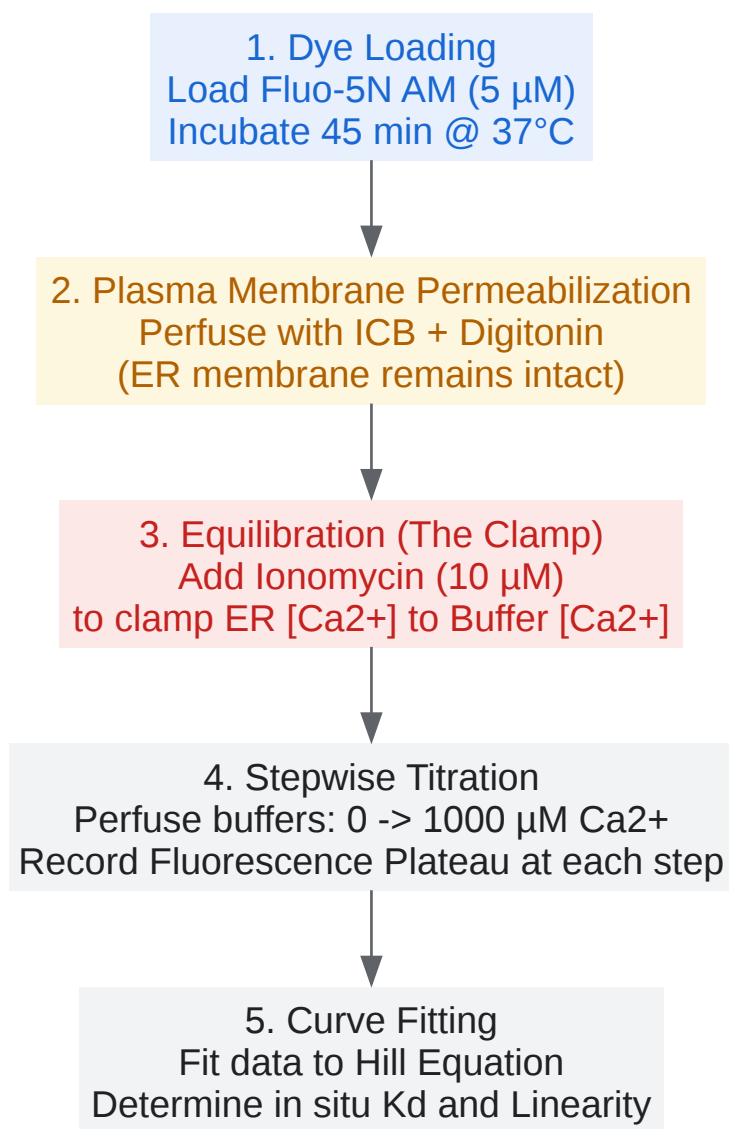 1. Dye Loading
Load Fluo-5N AM (5 µM)
Incubate 45 min @ 37°C
2. Plasma Membrane Permeabilization
Perfuse with ICB + Digitonin
(ER membrane remains intact)
3. Equilibration (The Clamp)
Add Ionomycin (10 µM)
to clamp ER [Ca2+] to Buffer [Ca2+]
4. Stepwise Titration
Perfuse buffers: 0 -> 1000 µM Ca2+
Record Fluorescence Plateau at each step
5. Curve Fitting
Fit data to Hill Equation
Determine in situ Kd and Linearity